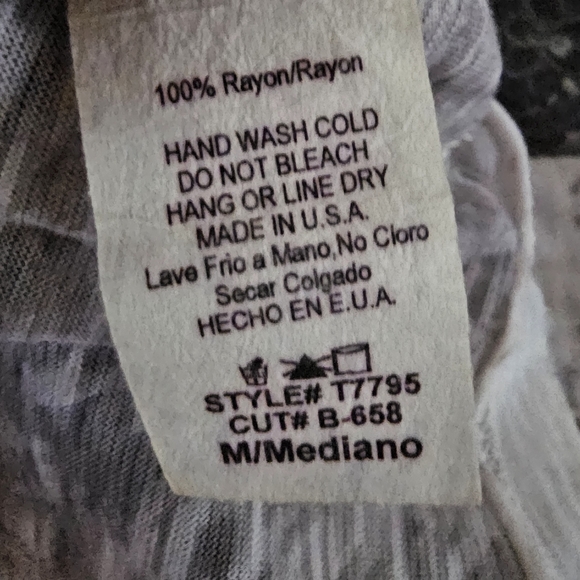 100% Rayon/Rayon
HAND WASH COLD
DO NOT BLEACH
HANG OR LINE DRY
MADE IN U.S.A.
Lave Frio a Mano,No Cloro
Secar Colgado
HECHO EN E.U.A.
STYLE# T7795
CUT# B-658
M/Mediano